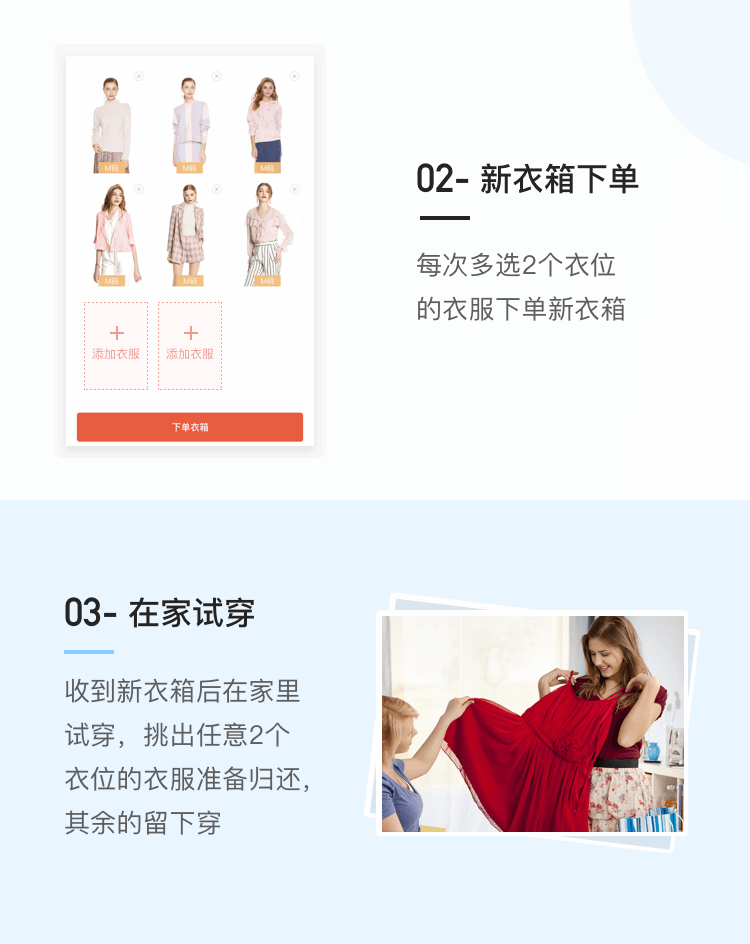 M码 M码 M码
M码 M码 M码
添加衣服 添加衣服
下单衣箱
02- 新衣箱下单
每次多选2个衣位
的衣服下单新衣箱
03- 在家试穿
收到新衣箱后在家里
试穿，挑出任意2个
衣位的衣服准备归还，
其余的留下穿